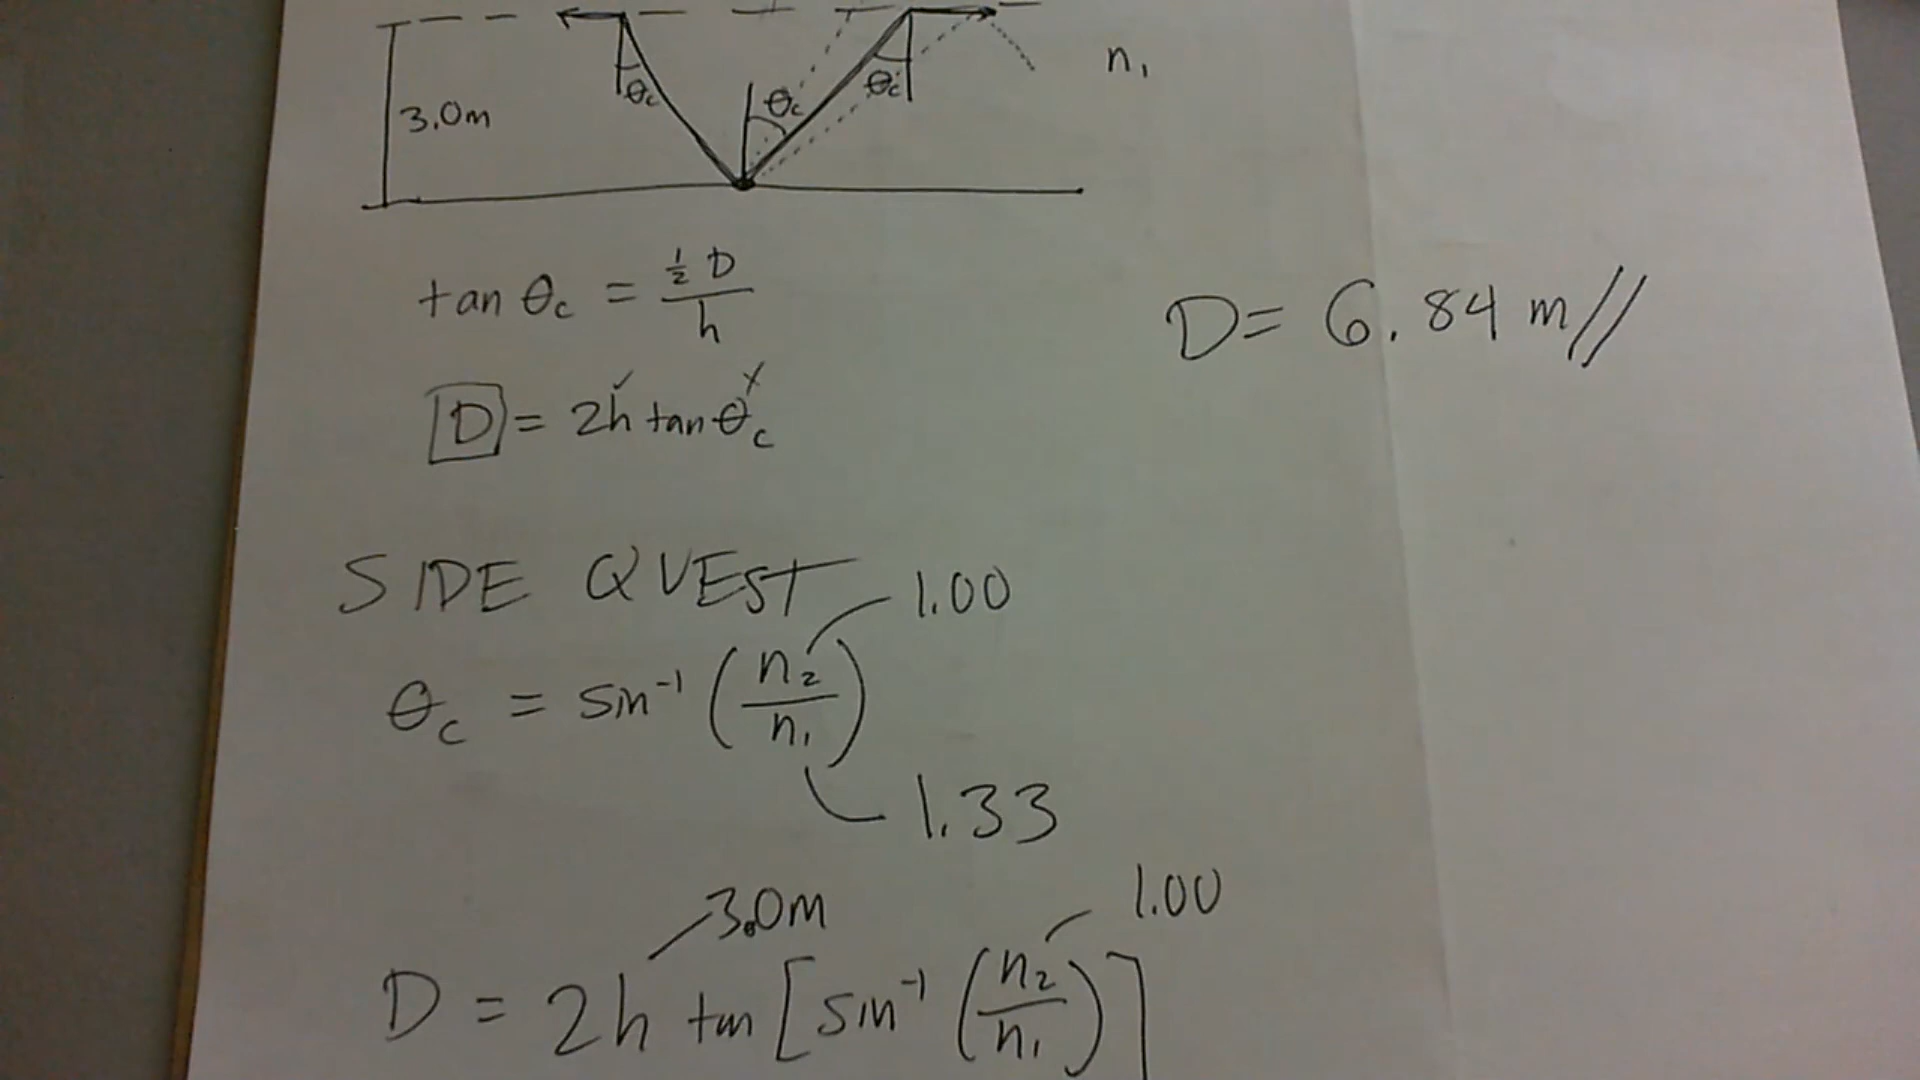 n₁
θc θc θc
3.0m
tan θc = ½ D / h
D = 6.84 m//
D = 2h tan θc
SIDE QUEST
1.00
θc = sin⁻¹ (n₂ / n₁)
1.33
3.0m 1.00
D = 2h tan [sin⁻¹ (n₂ / n₁)]